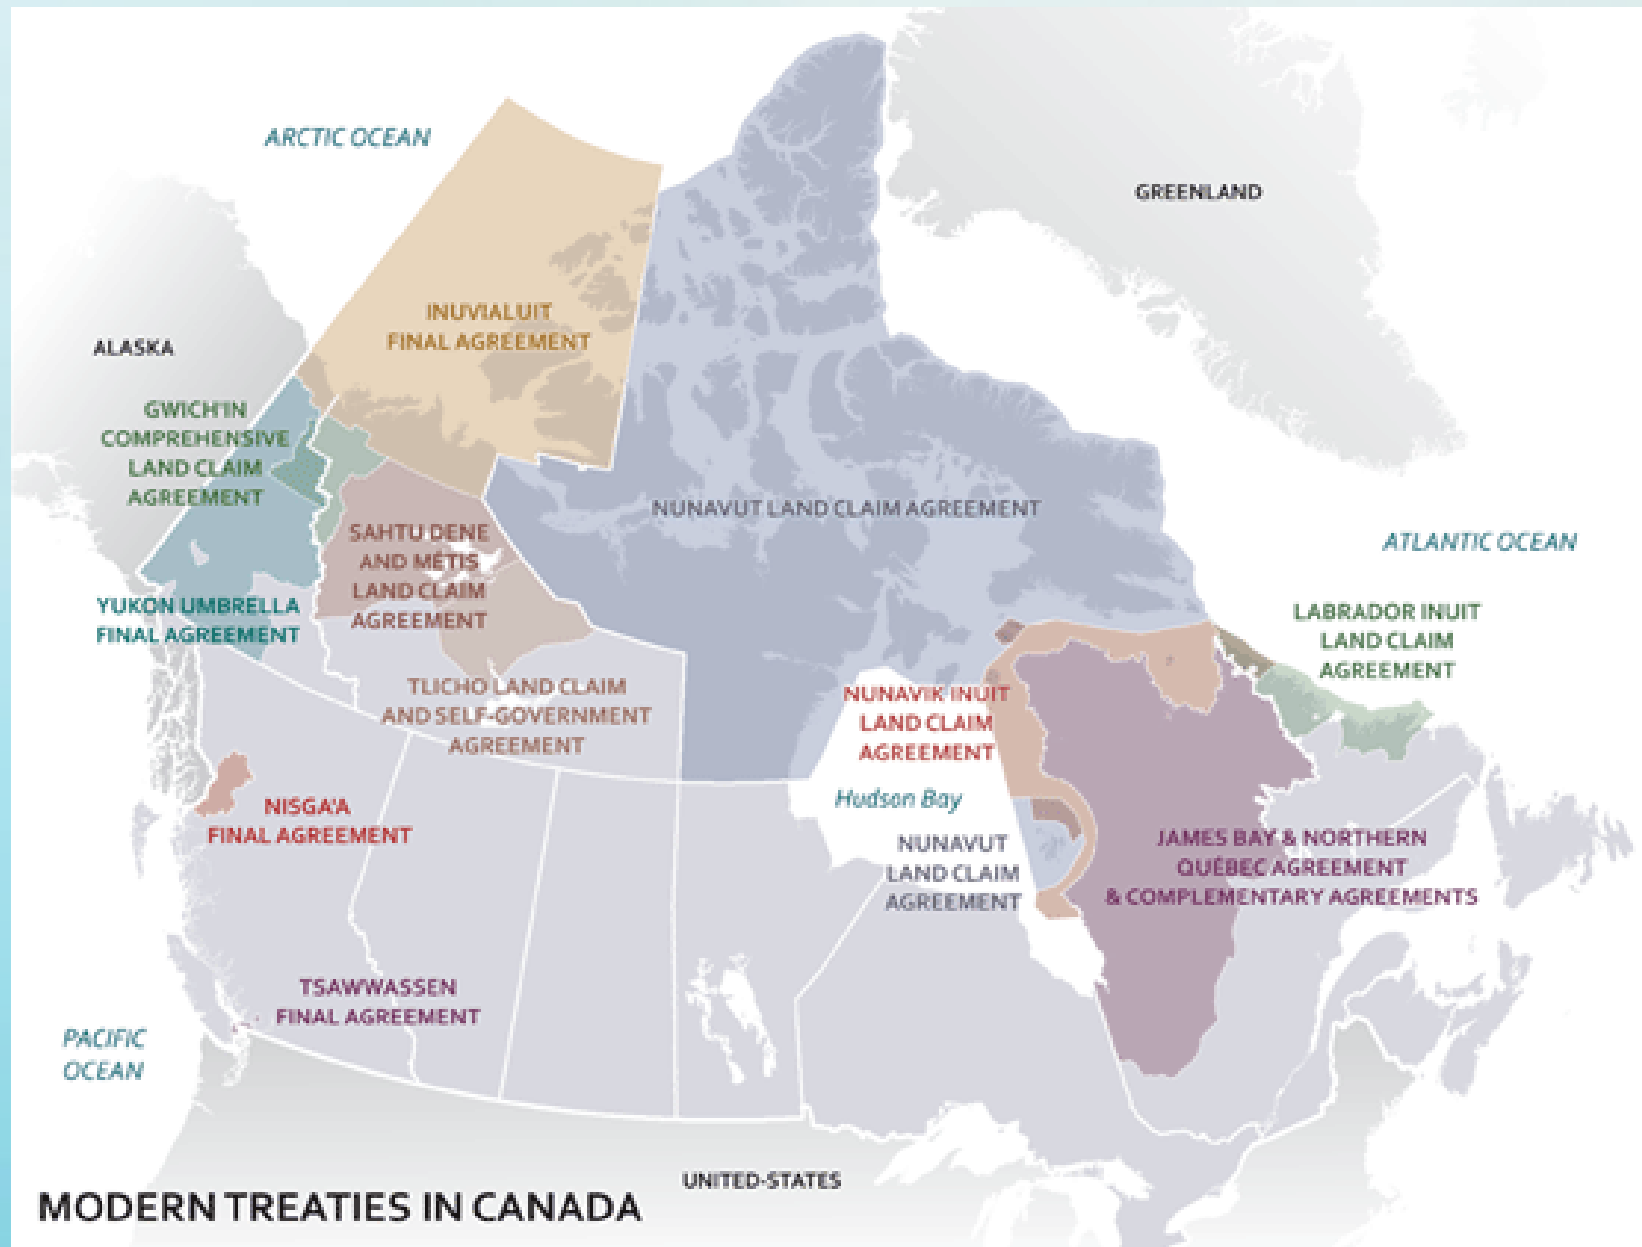 ARCTIC OCEAN
GREENLAND
INUVIALUIT
FINAL AGREEMENT
ALASKA
GWICH'IN
COMPREHENSIVE
LAND CLAIM
AGREEMENT
NUNAVUT LAND CLAIM AGREEMENT
SAHTU DENE
AND MÉTIS
LAND CLAIM
AGREEMENT
ATLANTIC OCEAN
YUKON UMBRELLA
FINAL AGREEMENT
LABRADOR INUIT
LAND CLAIM
AGREEMENT
TLICHO LAND CLAIM
AND SELF-GOVERNMENT
AGREEMENT
NUNAVIK INUIT
LAND CLAIM
AGREEMENT
NISGA'A
FINAL AGREEMENT
Hudson Bay
NUNAVUT
LAND CLAIM
AGREEMENT
JAMES BAY & NORTHERN
QUÉBEC AGREEMENT
& COMPLEMENTARY AGREEMENTS
TSAWWASSEN
FINAL AGREEMENT
PACIFIC
OCEAN
UNITED-STATES
MODERN TREATIES IN CANADA